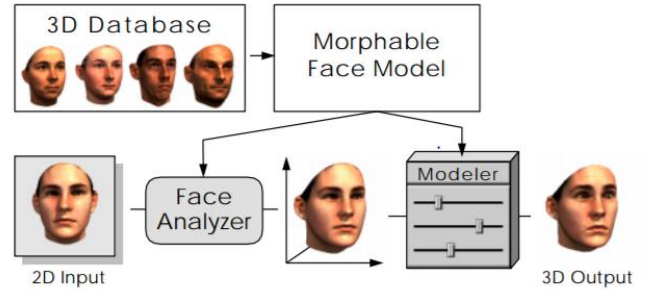 3D Database
Morphable
Face Model
Face
Analyzer
Modeler
2D Input
3D Output